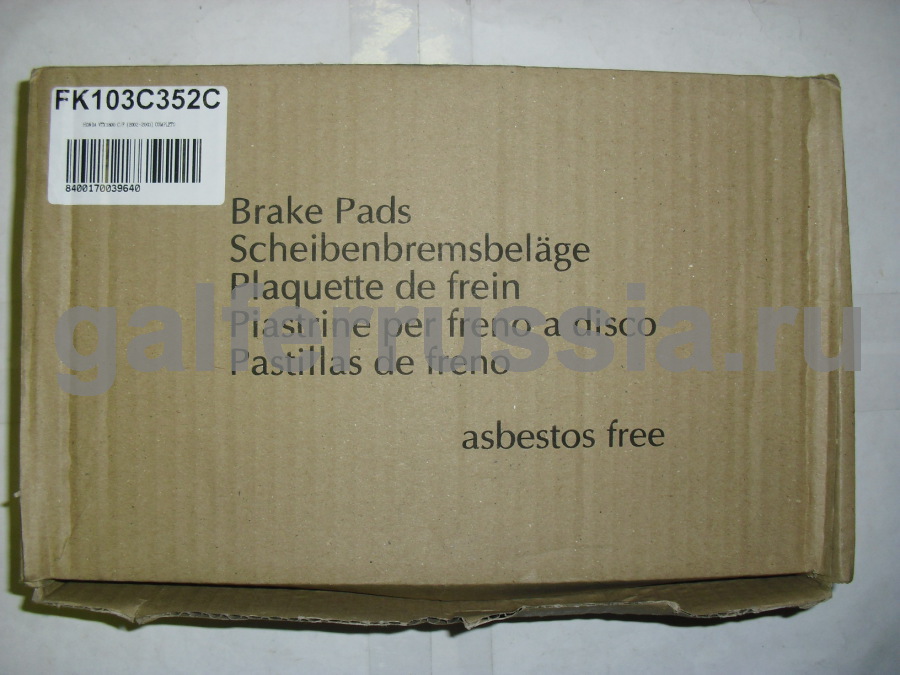 FK103C352C
8400170039640
Brake Pads
Scheibenbremsbeläge
Plaquette de frein
Piastrine per freno a disco
Pastillas de freno
asbestos free
galferrussia.ru